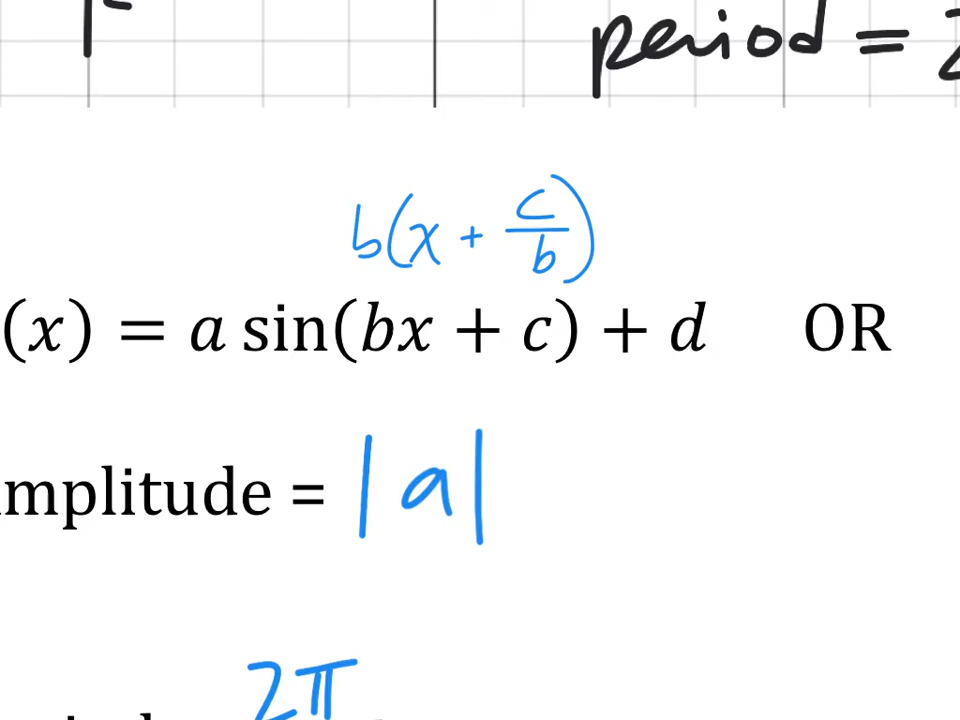 period =
b(x + c/b)
(x) = a sin(bx + c) + d OR
mplitude = |a|
2π